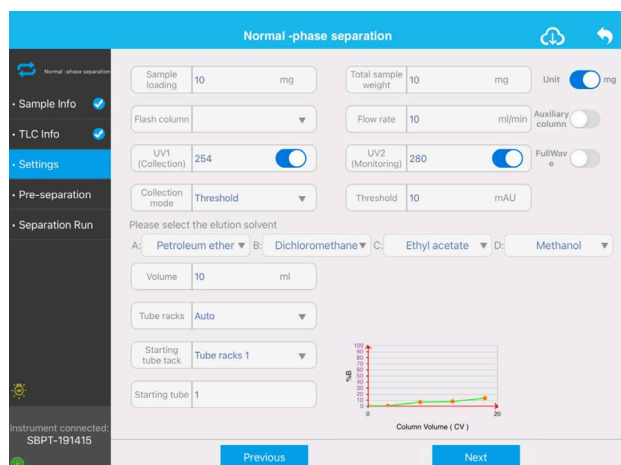 Normal -phase separation
Normal -phase separation
• Sample Info
• TLC Info
• Settings
• Pre-separation
• Separation Run
Instrument connected:
SBPT-191415
Sample loading 10 mg
Total sample weight 10 mg
Unit mg
Flash column
Flow rate 10 ml/min
Auxiliary column
UV1 (Collection) 254
UV2 (Monitoring) 280
FullWav
e
Collection mode Threshold
Threshold 10 mAU
Please select the elution solvent
A: Petroleum ether B: Dichloromethane C: Ethyl acetate D: Methanol
Volume 10 ml
Tube racks Auto
Starting tube tack Tube racks 1
Starting tube 1
%B
100
90
80
70
60
50
40
30
20
10
0
0 20
Column Volume ( CV )
Previous Next